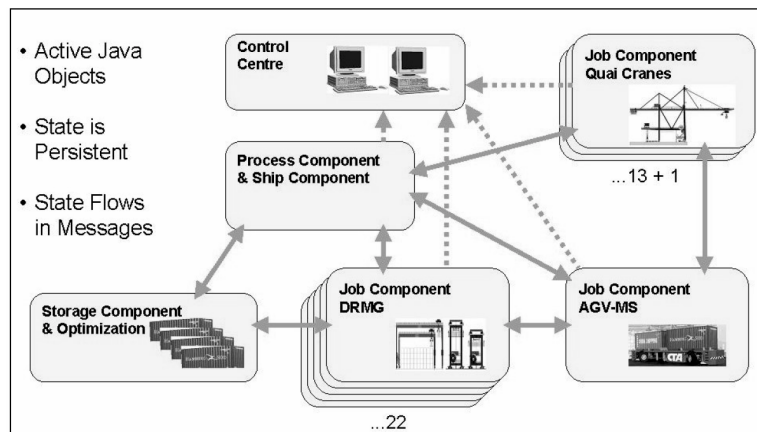 • Active Java
Objects
• State is
Persistent
• State Flows
in Messages
Control
Centre
Job Component
Quai Cranes
...13 + 1
Process Component
& Ship Component
Storage Component
& Optimization
Job Component
DRMG
...22
Job Component
AGV-MS
CTA